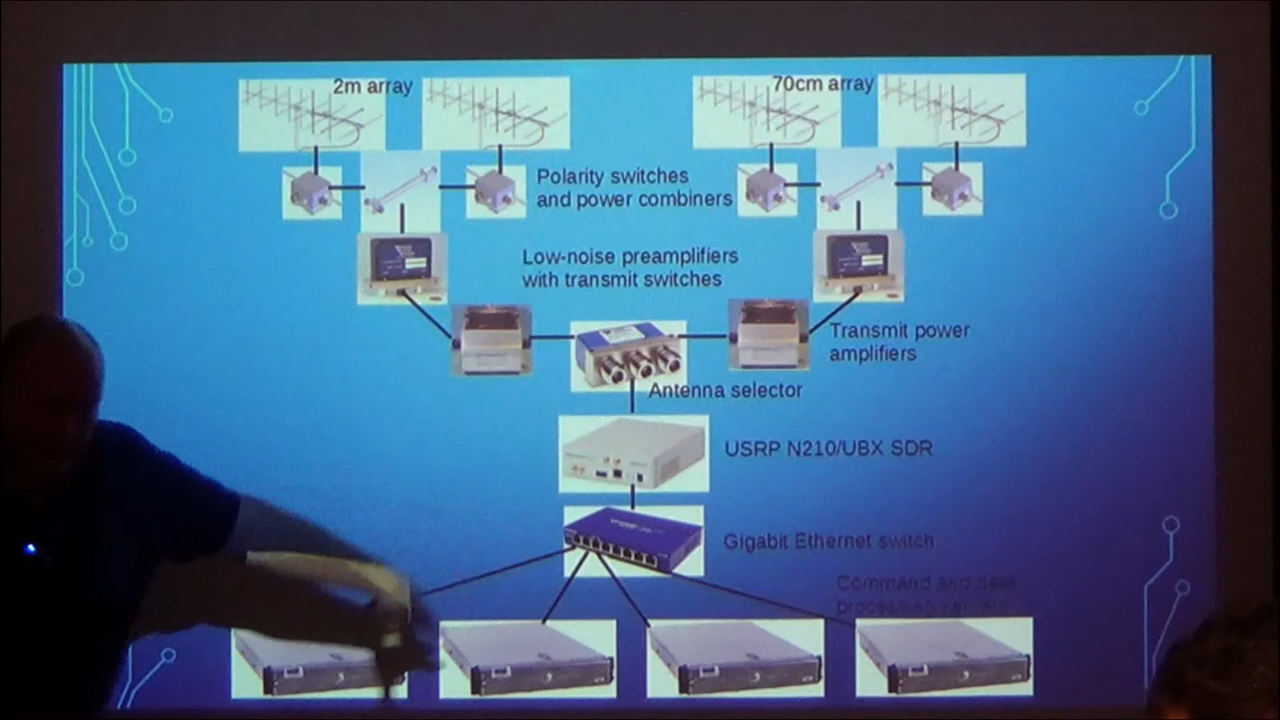 2m array
70cm array
Polarity switches
and power combiners
Low-noise preamplifiers
with transmit switches
Transmit power
amplifiers
Antenna selector
USRP N210/UBX SDR
Gigabit Ethernet switch
Command and data
processing servers